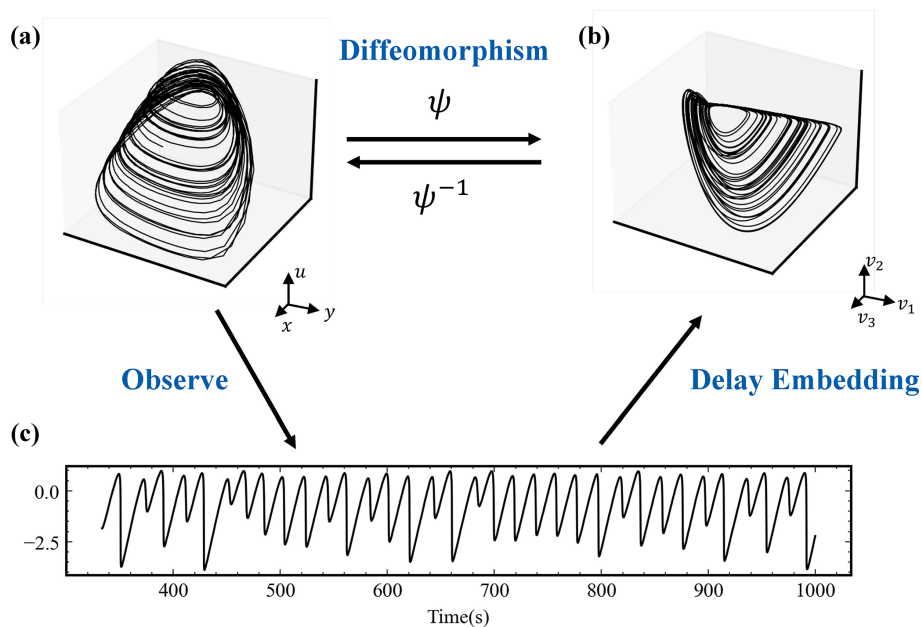 (a)
Diffeomorphism
(b)
ψ
ψ⁻¹
u
x
y
v₂
v₁
v₃
Observe
Delay Embedding
(c)
0.0
−2.5
400 500 600 700 800 900 1000
Time(s)